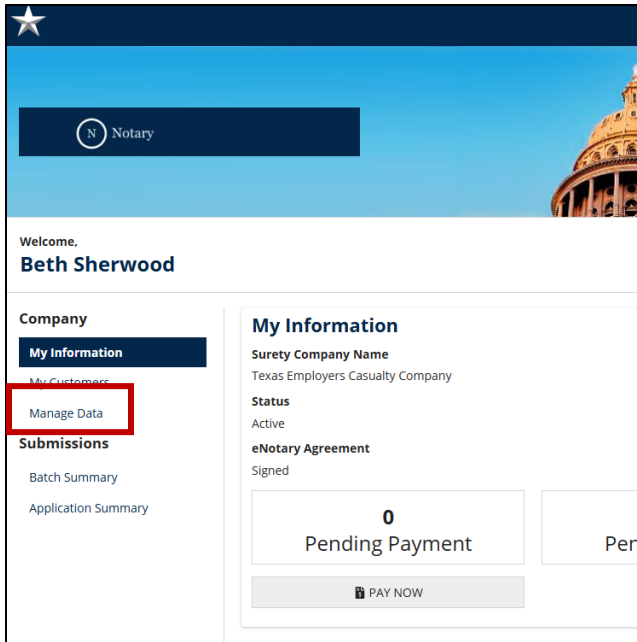 N Notary
Welcome,
Beth Sherwood
Company
My Information
My Customers
Manage Data
Submissions
Batch Summary
Application Summary
My Information
Surety Company Name
Texas Employers Casualty Company
Status
Active
eNotary Agreement
Signed
0
Pending Payment
PAY NOW